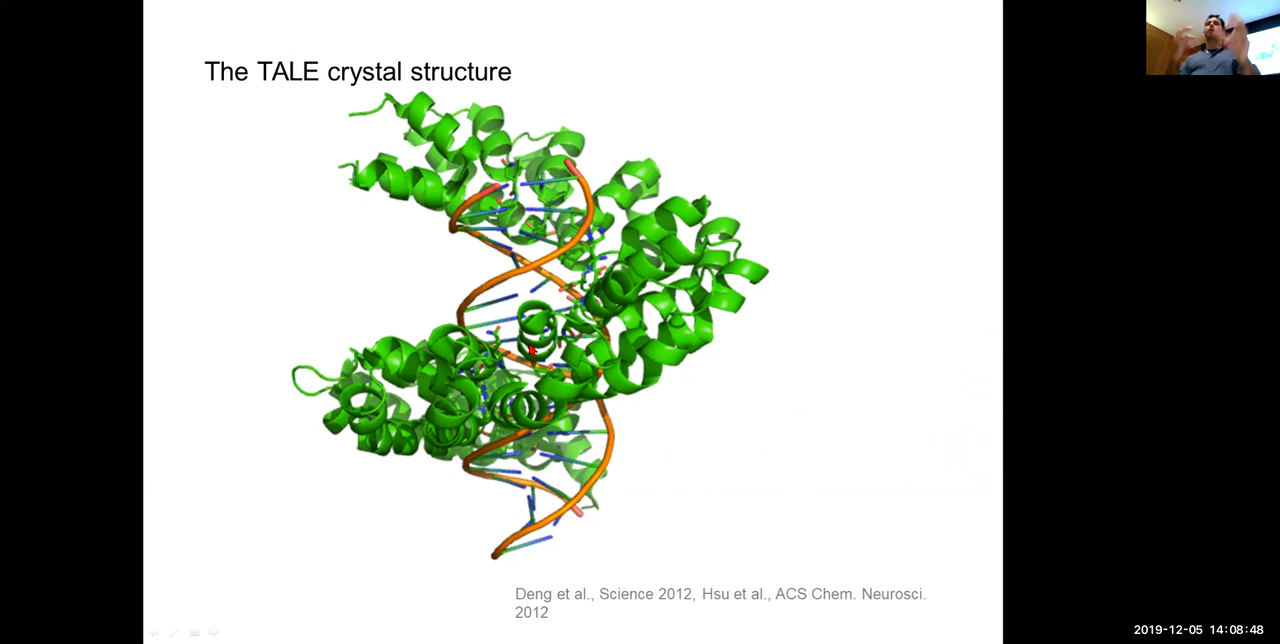 The TALE crystal structure
Deng et al., Science 2012, Hsu et al., ACS Chem. Neurosci.
2012
2019-12-05 14:08:48